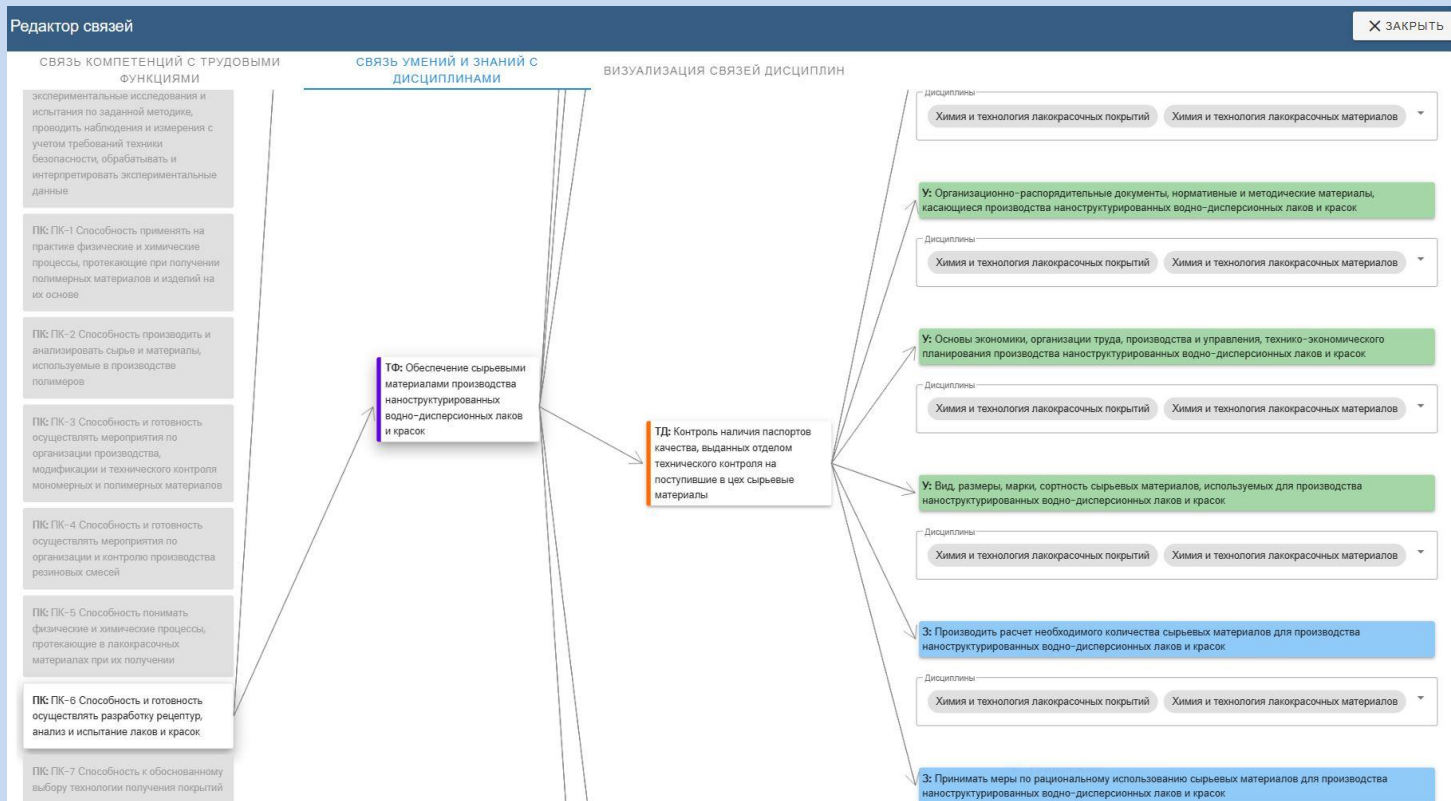 Редактор связей
ЗАКРЫТЬ
СВЯЗЬ КОМПЕТЕНЦИЙ С ТРУДОВЫМИ
ФУНКЦИЯМИ
СВЯЗЬ УМЕНИЙ И ЗНАНИЙ С
ДИСЦИПЛИНАМИ
ВИЗУАЛИЗАЦИЯ СВЯЗЕЙ ДИСЦИПЛИН
экспериментальные исследования и
испытания по заданной методике,
проводить наблюдения и измерения с
учетом требований техники
безопасности, обрабатывать и
интерпретировать экспериментальные
данные
ПК: ПК-1 Способность применять на
практике физические и химические
процессы, протекающие при получении
полимерных материалов и изделий на
их основе
ПК: ПК-2 Способность производить и
анализировать сырье и материалы,
используемые в производстве
полимеров
ПК: ПК-3 Способность и готовность
осуществлять мероприятия по
организации производства,
модификации и технического контроля
мономерных и полимерных материалов
ПК: ПК-4 Способность и готовность
осуществлять мероприятия по
организации и контролю производства
резиновых смесей
ПК: ПК-5 Способность понимать
физические и химические процессы,
протекающие в лакокрасочных
материалах при их получении
ПК: ПК-6 Способность и готовность
осуществлять разработку рецептур,
анализ и испытание лаков и красок
ПК: ПК-7 Способность к обоснованному
выбору технологии получения покрытий
ТФ: Обеспечение сырьевыми
материалами производства
наноструктурированных
водно-дисперсионных лаков
и красок
ТД: Контроль наличия паспортов
качества, выданных отделом
технического контроля на
поступившие в цех сырьевые
материалы
Дисциплины
Химия и технология лакокрасочных покрытий Химия и технология лакокрасочных материалов
У: Организационно-распорядительные документы, нормативные и методические материалы,
касающиеся производства наноструктурированных водно-дисперсионных лаков и красок
Дисциплины
Химия и технология лакокрасочных покрытий Химия и технология лакокрасочных материалов
У: Основы экономики, организации труда, производства и управления, технико-экономического
планирования производства наноструктурированных водно-дисперсионных лаков и красок
Дисциплины
Химия и технология лакокрасочных покрытий Химия и технология лакокрасочных материалов
У: Вид, размеры, марки, сортность сырьевых материалов, используемых для производства
наноструктурированных водно-дисперсионных лаков и красок
Дисциплины
Химия и технология лакокрасочных покрытий Химия и технология лакокрасочных материалов
З: Производить расчет необходимого количества сырьевых материалов для производства
наноструктурированных водно-дисперсионных лаков и красок
Дисциплины
Химия и технология лакокрасочных покрытий Химия и технология лакокрасочных материалов
З: Принимать меры по рациональному использованию сырьевых материалов для производства
наноструктурированных водно-дисперсионных лаков и красок